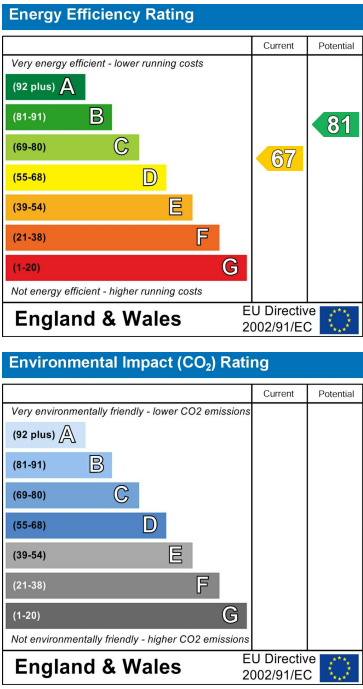 Energy Efficiency Rating
Current Potential
Very energy efficient - lower running costs
(92 plus) A
(81-91) B
81
(69-80) C
67
(55-68) D
(39-54) E
(21-38) F
(1-20) G
Not energy efficient - higher running costs
England & Wales
EU Directive
2002/91/EC
Environmental Impact (CO₂) Rating
Current Potential
Very environmentally friendly - lower CO2 emissions
(92 plus) A
(81-91) B
(69-80) C
(55-68) D
(39-54) E
(21-38) F
(1-20) G
Not environmentally friendly - higher CO2 emissions
England & Wales
EU Directive
2002/91/EC